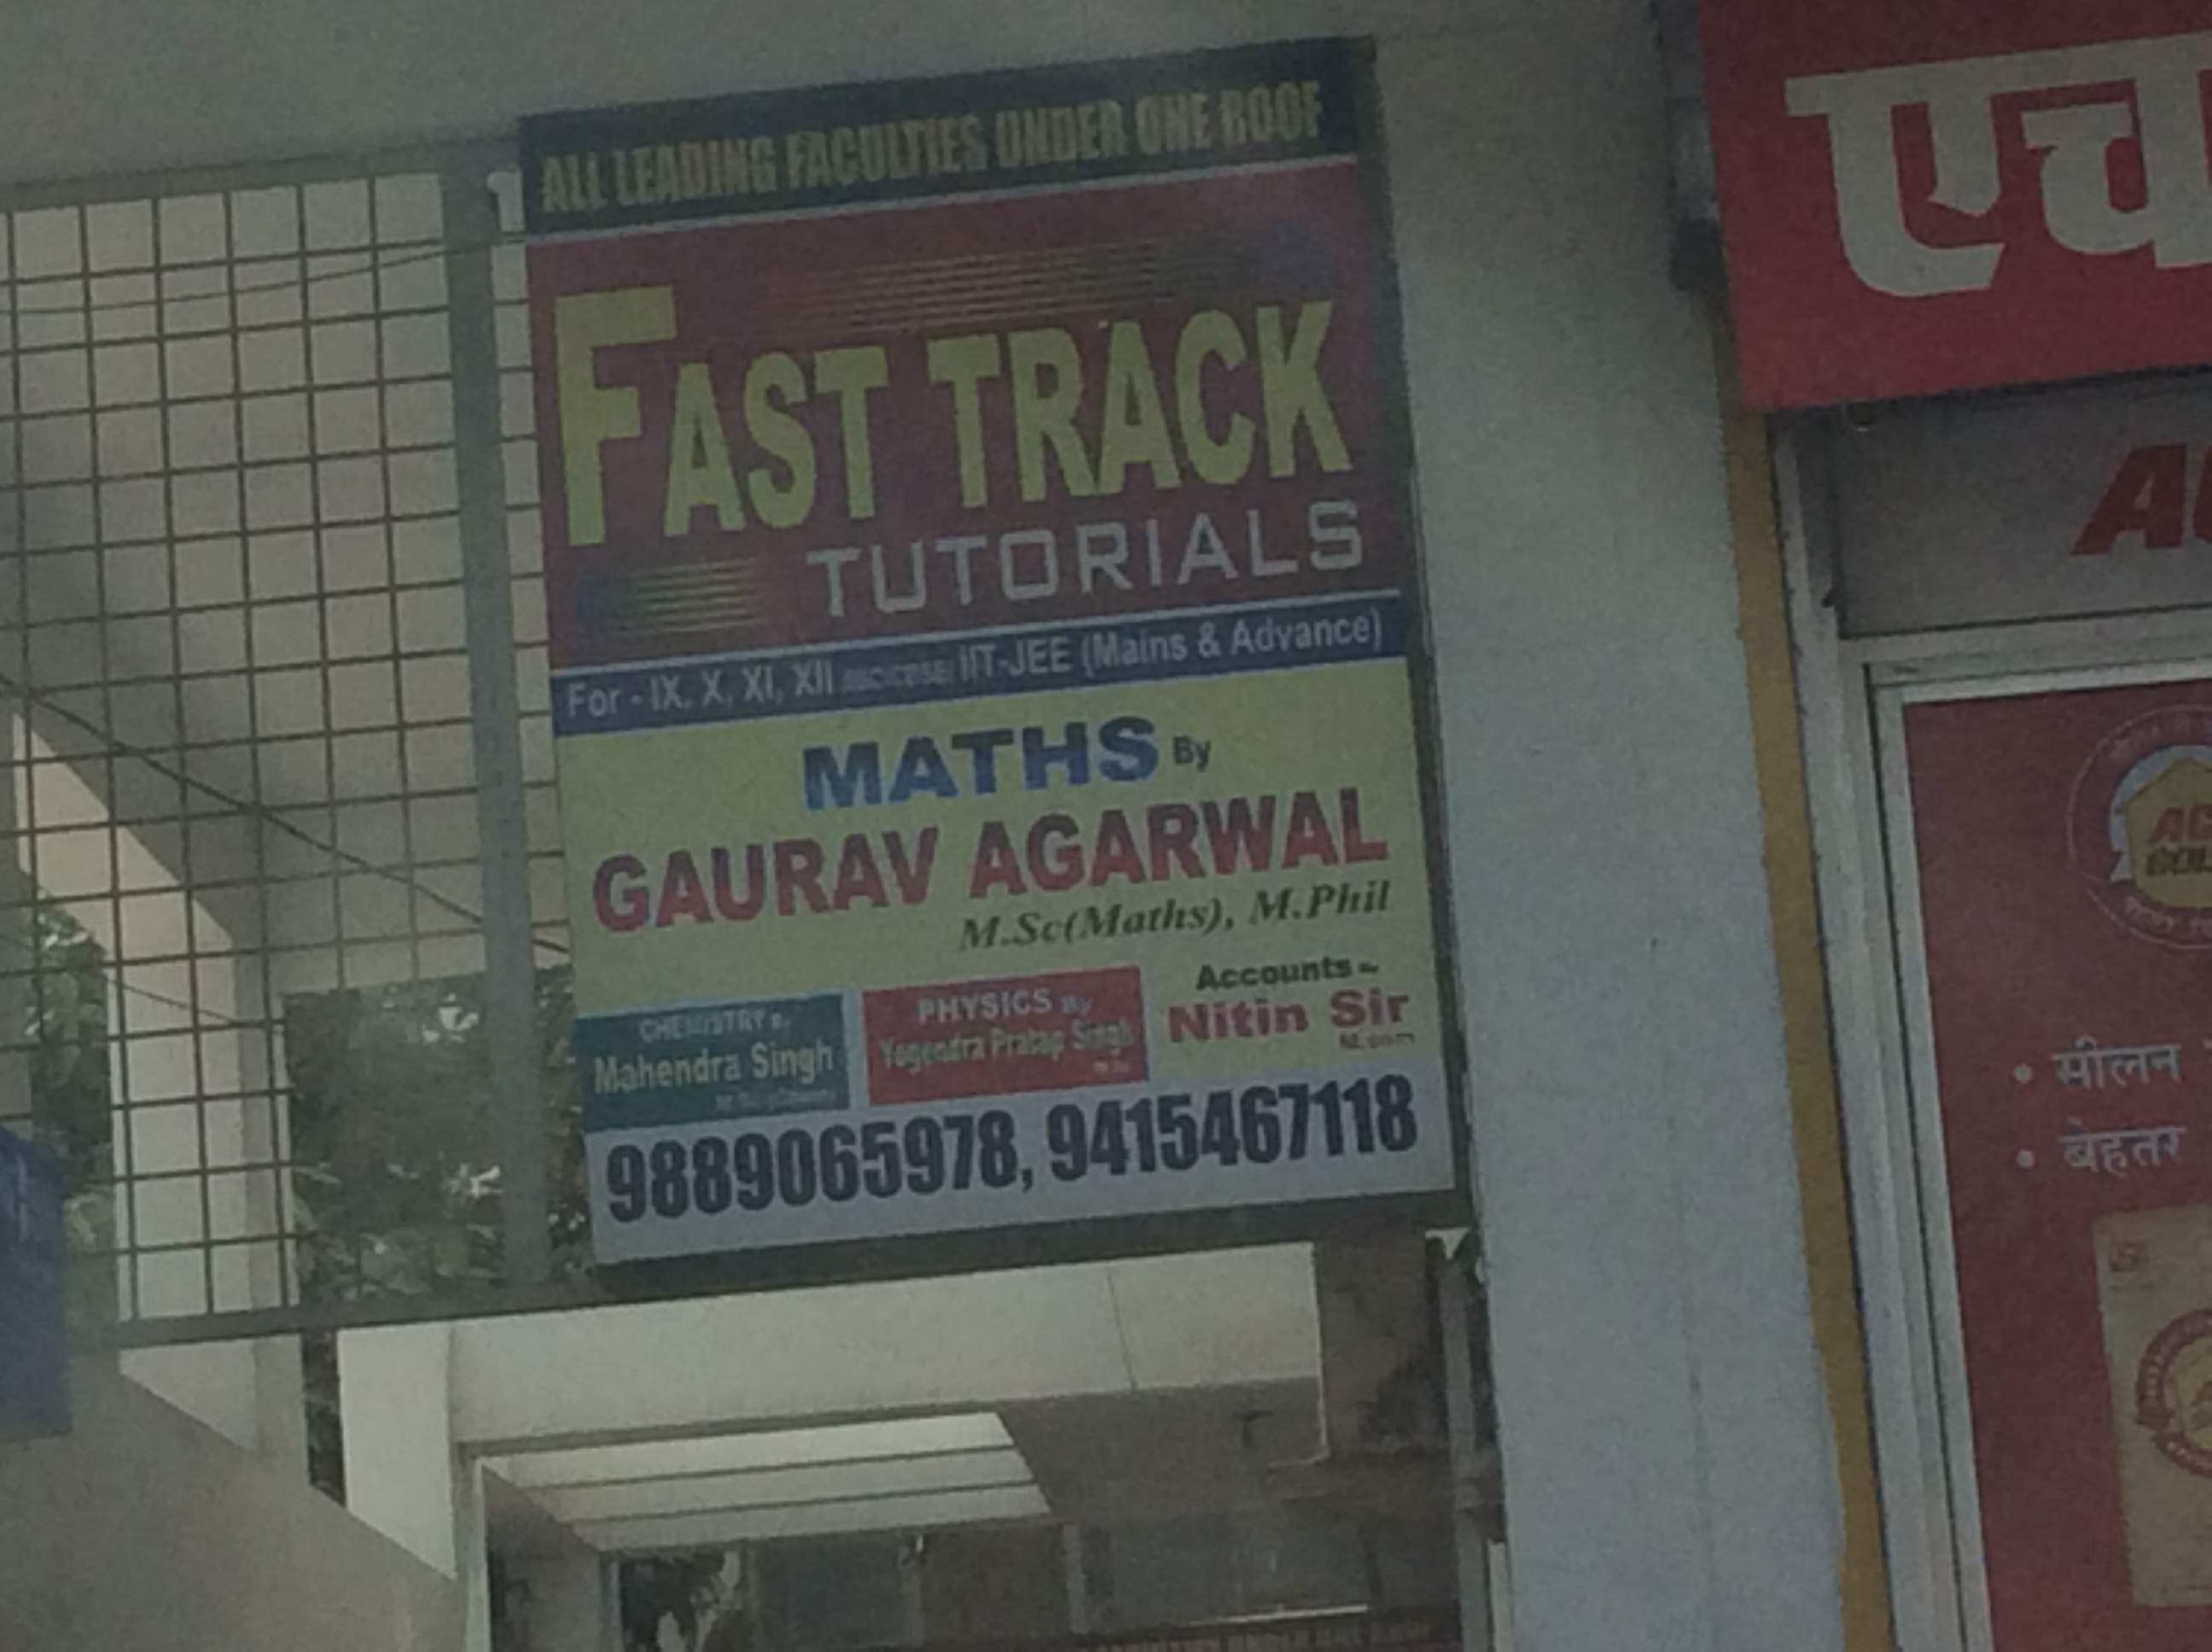 ALL LEADING FACULTIES UNDER ONE ROOF
FAST TRACK
TUTORIALS
For - IX, X, XI, XII IIT-JEE (Mains & Advance)
MATHS By
GAURAV AGARWAL
M.Sc(Maths), M.Phil
CHEMISTRY
Mahendra Singh
PHYSICS By
Yogendra Pratap Singh
Accounts -
Nitin Sir
M.com
9889065978, 9415467118
• सीलन
• बेहतर